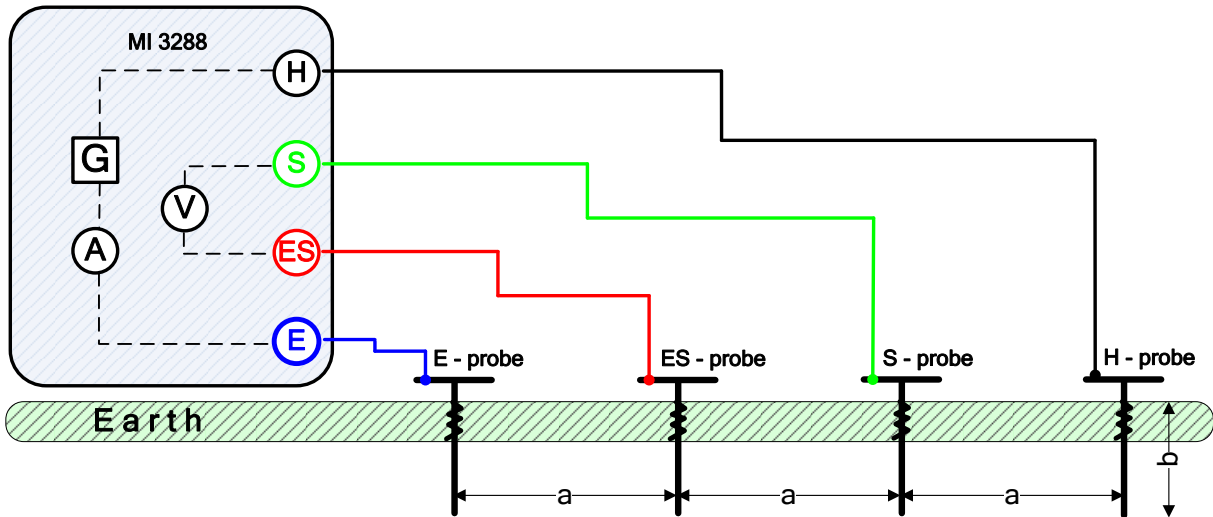 MI 3288
H
G
S
V
A
ES
E
E - probe
ES - probe
S - probe
H - probe
Earth
a
a
a
b